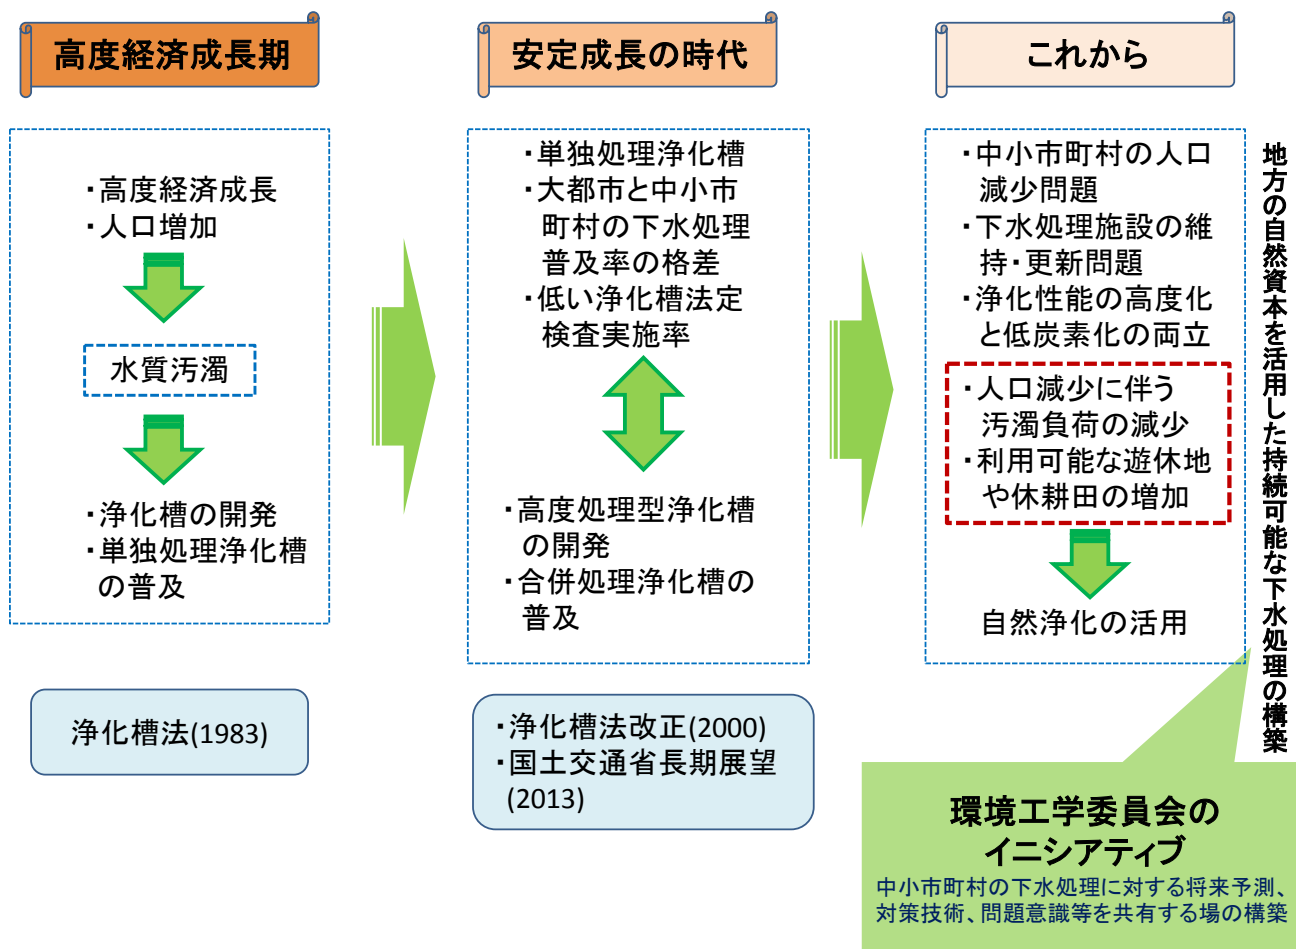 高度経済成長期
・高度経済成長
・人口増加
水質汚濁
・浄化槽の開発
・単独処理浄化槽
の普及
浄化槽法(1983)
安定成長の時代
・単独処理浄化槽
・大都市と中小市
町村の下水処理
普及率の格差
・低い浄化槽法定
検査実施率
・高度処理型浄化槽
の開発
・合併処理浄化槽の
普及
・浄化槽法改正(2000)
・国土交通省長期展望
(2013)
これから
・中小市町村の人口
減少問題
・下水処理施設の維
持・更新問題
・浄化性能の高度化
と低炭素化の両立
・人口減少に伴う
汚濁負荷の減少
・利用可能な遊休地
や休耕田の増加
自然浄化の活用
地方の自然資本を活用した持続可能な下水処理の構築
環境工学委員会の
イニシアティブ
中小市町村の下水処理に対する将来予測、
対策技術、問題意識等を共有する場の構築